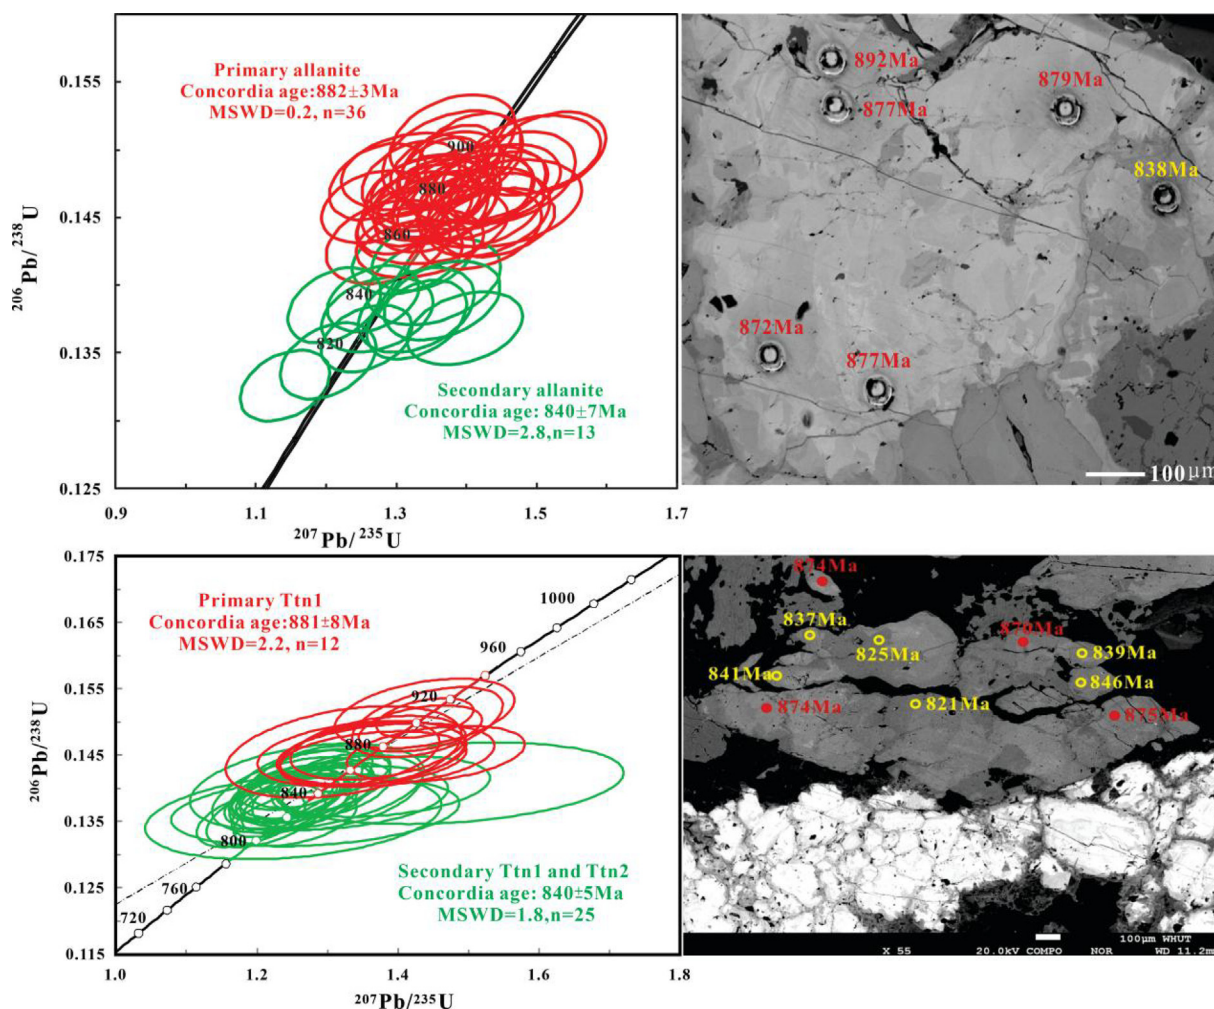 0.155
0.145
0.135
0.125
0.9
1.1
1.3
1.5
1.7
206Pb/238U
207Pb/235U
Primary allanite
Concordia age:882±3Ma
MSWD=0.2, n=36
900
880
860
840
820
Secondary allanite
Concordia age: 840±7Ma
MSWD=2.8,n=13
892Ma
877Ma
879Ma
838Ma
872Ma
877Ma
100μm
0.175
0.165
0.155
0.145
0.135
0.125
0.115
1.0
1.2
1.4
1.6
1.8
206Pb/238U
207Pb/235U
Primary Ttn1
Concordia age:881±8Ma
MSWD=2.2, n=12
1000
960
920
880
840
800
760
720
Secondary Ttn1 and Ttn2
Concordia age: 840±5Ma
MSWD=1.8,n=25
874Ma
837Ma
825Ma
870Ma
839Ma
841Ma
846Ma
874Ma
821Ma
875Ma
100μm WHUT
X 55 20.0kV COMPO NOR WD 11.2m